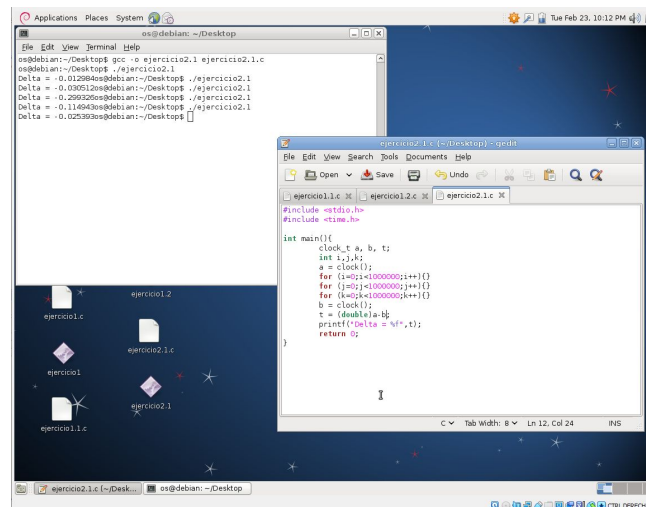 Applications Places System Tue Feb 23, 10:12 PM
os@debian: ~/Desktop
File Edit View Terminal Help
os@debian:~/Desktop$ gcc -o ejercicio2.1 ejercicio2.1.c
os@debian:~/Desktop$ ./ejercicio2.1
Delta = -0.012984os@debian:~/Desktop$ ./ejercicio2.1
Delta = -0.030512os@debian:~/Desktop$ ./ejercicio2.1
Delta = -0.299326os@debian:~/Desktop$ ./ejercicio2.1
Delta = -0.114943os@debian:~/Desktop$ ./ejercicio2.1
Delta = -0.025393os@debian:~/Desktop$
ejercicio2.1.c (~/Desktop) - gedit
File Edit View Search Tools Documents Help
Open Save Undo
ejercicio1.1.c ejercicio1.2.c ejercicio2.1.c
#include <stdio.h>
#include <time.h>
int main(){
clock_t a, b, t;
int i,j,k;
a = clock();
for (i=0;i<1000000;i++){}
for (j=0;j<1000000;j++){}
for (k=0;k<1000000;k++){}
b = clock();
t = (double)a-b;
printf("Delta = %f",t);
return 0;
}
C Tab Width: 8 Ln 12, Col 24 INS
ejercicio1.c
ejercicio1.2
ejercicio1
ejercicio2.1.c
ejercicio1.1.c
ejercicio2.1
ejercicio2.1.c (~/Desk... os@debian: ~/Desktop
CTRL DERECH